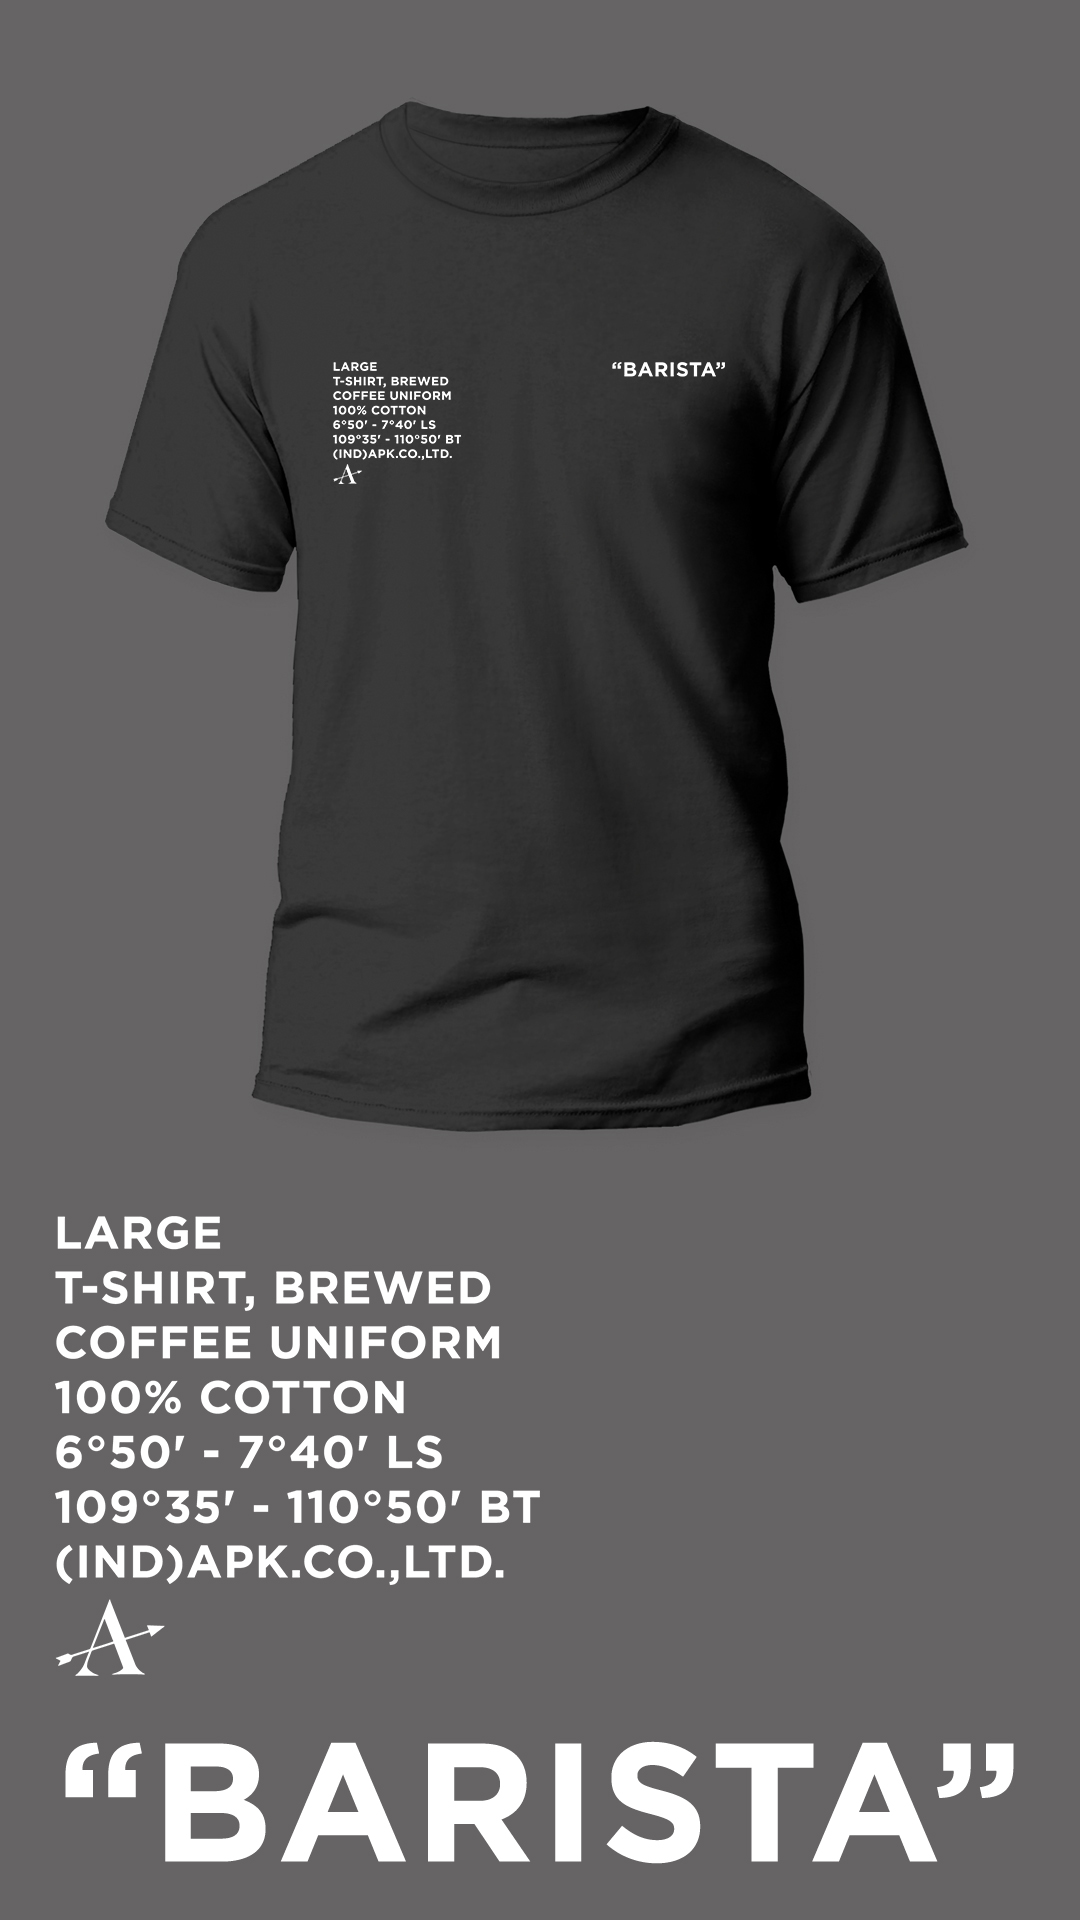 LARGE
T-SHIRT, BREWED
COFFEE UNIFORM
100% COTTON
6°50' - 7°40' LS
109°35' - 110°50' BT
(IND)APK.CO.,LTD.
A
“BARISTA”
LARGE
T-SHIRT, BREWED
COFFEE UNIFORM
100% COTTON
6°50' - 7°40' LS
109°35' - 110°50' BT
(IND)APK.CO.,LTD.
A
“BARISTA”